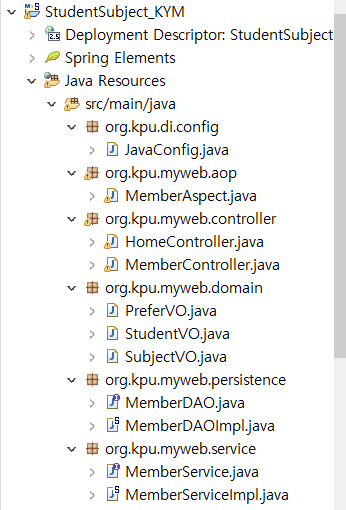 StudentSubject_KYM
Deployment Descriptor: StudentSubject
Spring Elements
Java Resources
src/main/java
org.kpu.di.config
JavaConfig.java
org.kpu.myweb.aop
MemberAspect.java
org.kpu.myweb.controller
HomeController.java
MemberController.java
org.kpu.myweb.domain
PreferVO.java
StudentVO.java
SubjectVO.java
org.kpu.myweb.persistence
MemberDAO.java
MemberDAOImpl.java
org.kpu.myweb.service
MemberService.java
MemberServiceImpl.java